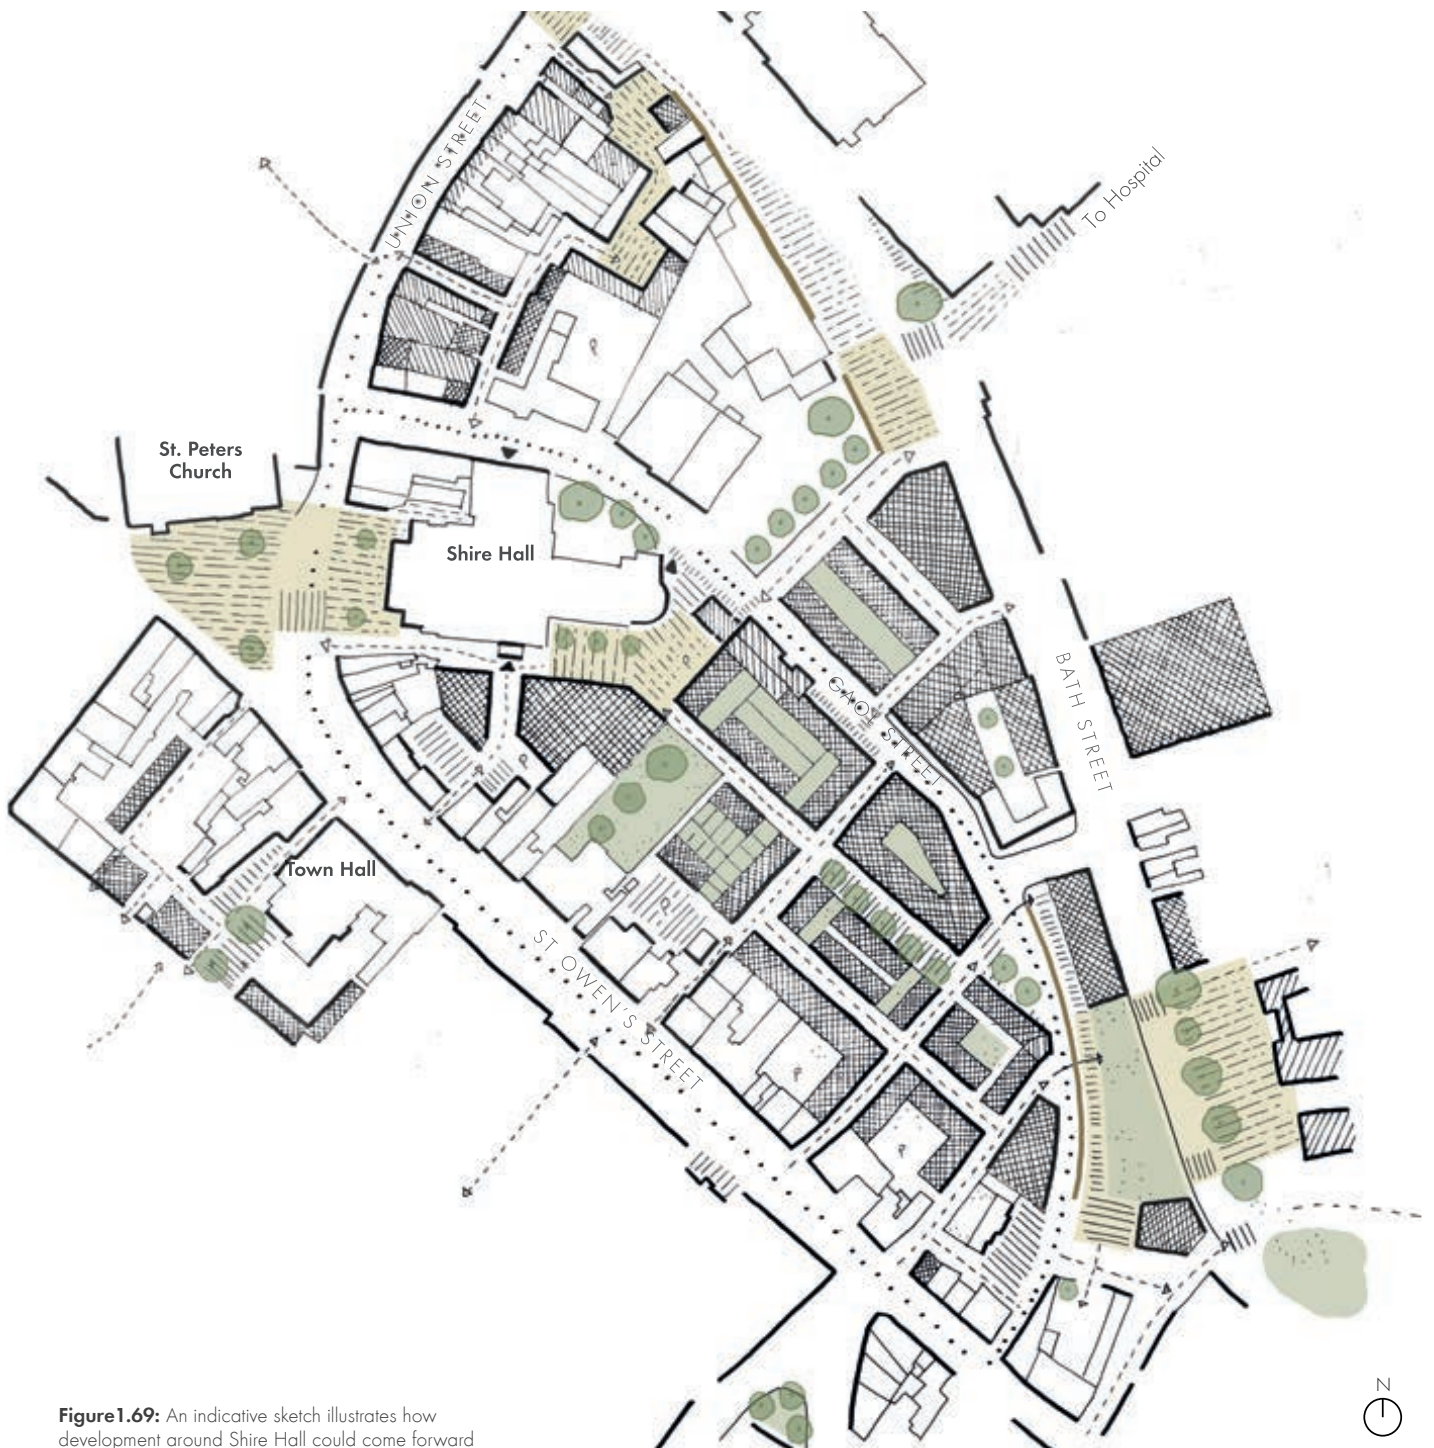 UNION STREET
To Hospital
St. Peters
Church
Shire Hall
GAOL STREET
BATH STREET
Town Hall
ST OWEN'S STREET
P
P
P
P
P
P
N
Figure1.69: An indicative sketch illustrates how
development around Shire Hall could come forward